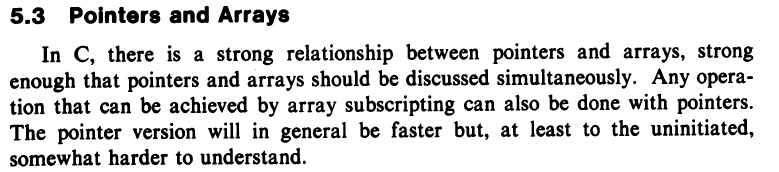 5.3 Pointers and Arrays
In C, there is a strong relationship between pointers and arrays, strong
enough that pointers and arrays should be discussed simultaneously. Any opera-
tion that can be achieved by array subscripting can also be done with pointers.
The pointer version will in general be faster but, at least to the uninitiated,
somewhat harder to understand.